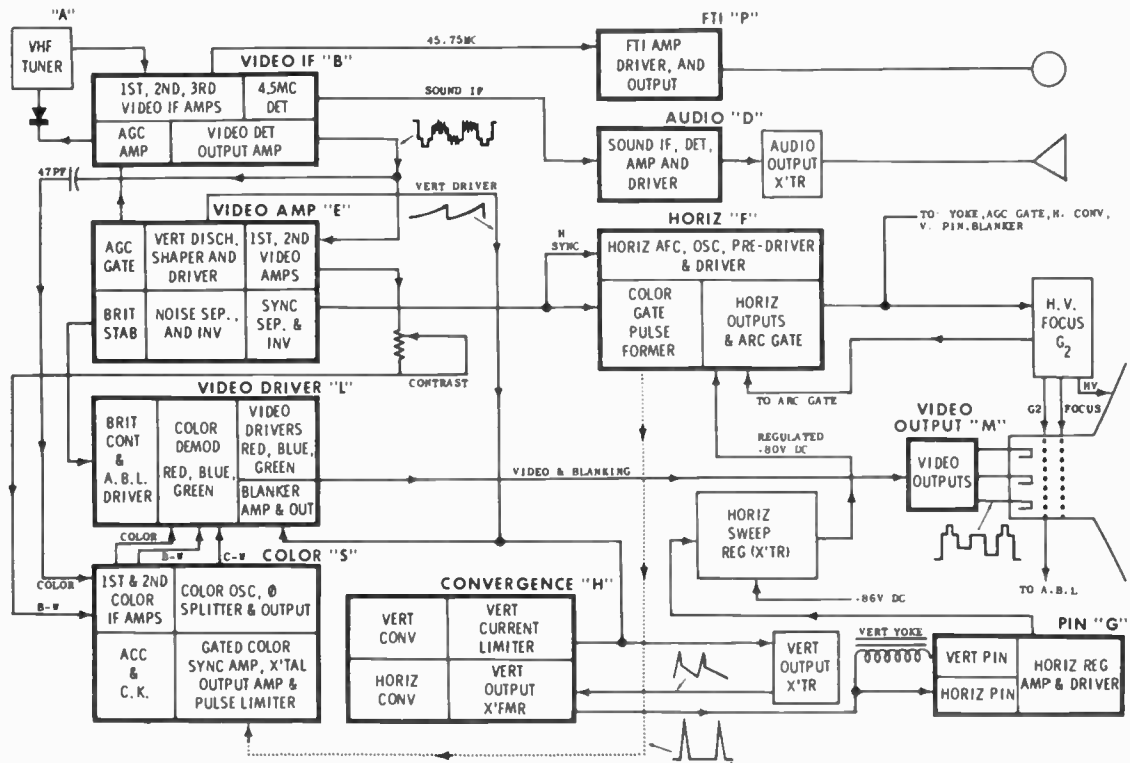 "A"
VHF
TUNER
VIDEO IF "B"
1ST, 2ND, 3RD
VIDEO IF AMPS
4.5MC
DET
AGC
AMP
VIDEO DET
OUTPUT AMP
45.75MC
SOUND IF
FTI "P"
FTI AMP
DRIVER, AND
OUTPUT
AUDIO "D"
SOUND IF, DET,
AMP AND
DRIVER
AUDIO
OUTPUT
X'TR
47PF
VERT DRIVER
VIDEO AMP "E"
AGC
GATE
VERT DISCH,
SHAPER AND
DRIVER
1ST, 2ND
VIDEO
AMPS
BRIT
STAB
NOISE SEP.,
AND INV
SYNC
SEP. &
INV
H
SYNC
HORIZ "F"
HORIZ AFC, OSC, PRE-DRIVER
& DRIVER
COLOR
GATE
PULSE
FORMER
HORIZ
OUTPUTS
& ARC GATE
TO YOKE, AGC GATE, H. CONV,
V. PIN, BLANKER
H. V.
FOCUS
G2
HV
G2
FOCUS
TO ARC GATE
CONTRAST
VIDEO DRIVER "L"
BRIT
CONT
&
A.B.L.
DRIVER
COLOR
DEMOD
RED, BLUE,
GREEN
VIDEO
DRIVERS
RED, BLUE,
GREEN
BLANKER
AMP & OUT
VIDEO & BLANKING
REGULATED
-80V DC
VIDEO
OUTPUT "M"
VIDEO
OUTPUTS
HORIZ
SWEEP
REG (X'TR)
-86V DC
TO A.B.L
COLOR
B-W
C-W
COLOR "S"
COLOR
B-W
1ST & 2ND
COLOR
IF AMPS
COLOR OSC, Ø
SPLITTER & OUTPUT
ACC
&
C.K.
GATED COLOR
SYNC AMP, X'TAL
OUTPUT AMP &
PULSE LIMITER
CONVERGENCE "H"
VERT
CONV
VERT
CURRENT
LIMITER
HORIZ
CONV
VERT
OUTPUT
X'FMR
VERT
OUTPUT
X'TR
VERT YOKE
PIN "G"
VERT PIN
HORIZ PIN
HORIZ REG
AMP &
DRIVER